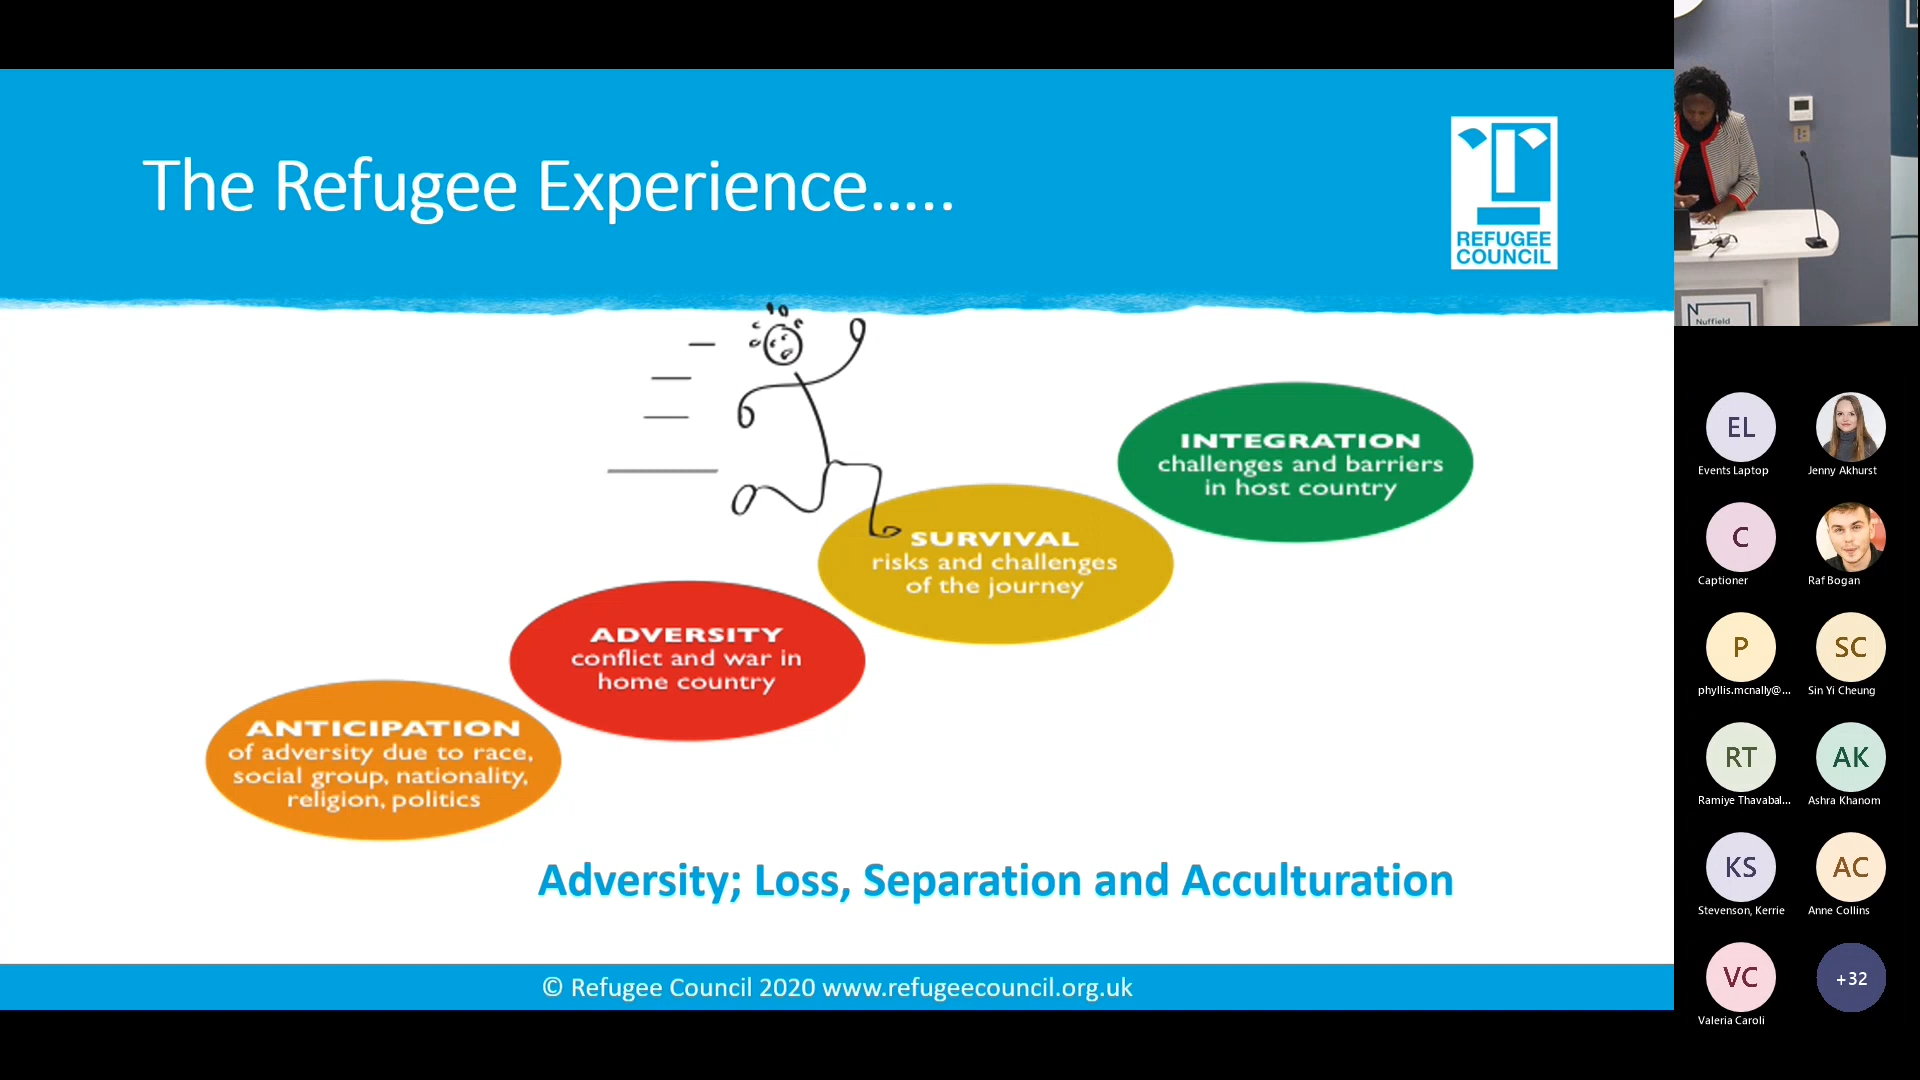 The Refugee Experience.....
REFUGEE
COUNCIL
INTEGRATION
challenges and barriers
in host country
SURVIVAL
risks and challenges
of the journey
ADVERSITY
conflict and war in
home country
ANTICIPATION
of adversity due to race,
social group, nationality,
religion, politics
Adversity; Loss, Separation and Acculturation
© Refugee Council 2020 www.refugeecouncil.org.uk
N
Nuffield
EL
Events Laptop
Jenny Akhurst
C
Captioner
Raf Bogan
P
phyllis.mcnally@...
SC
Sin Yi Cheung
RT
Ramiye Thavabal...
AK
Ashra Khanom
KS
Stevenson, Kerrie
AC
Anne Collins
VC
Valeria Caroli
+32